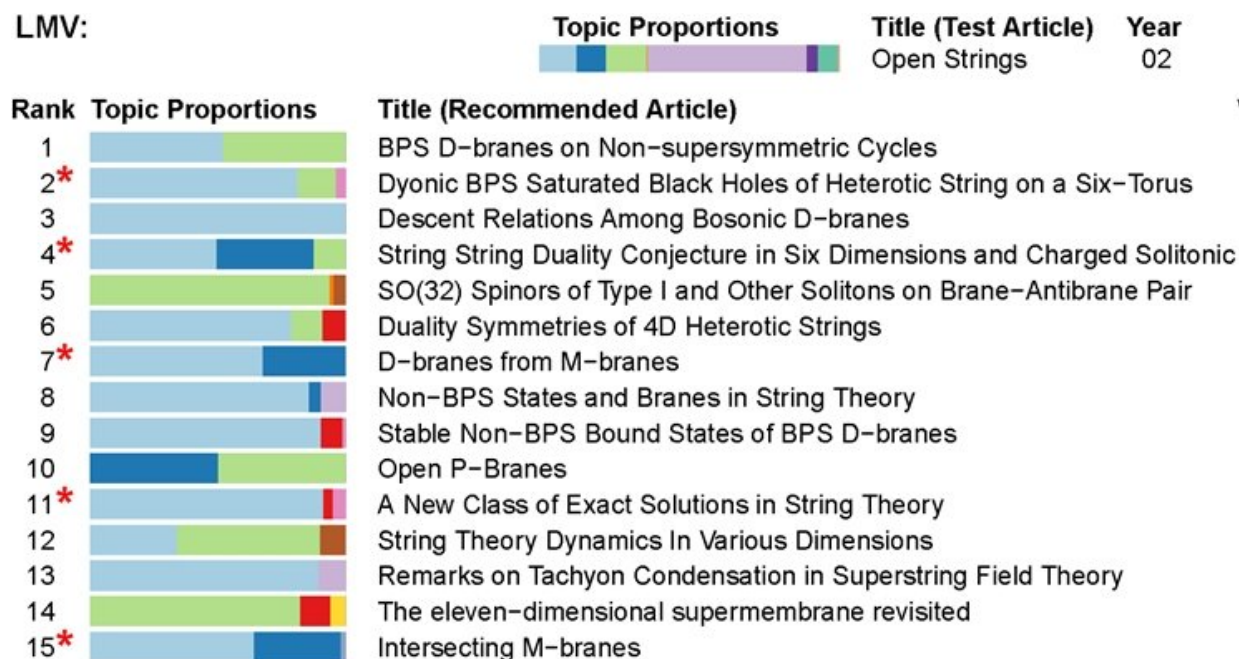 LMV:
Topic Proportions Title (Test Article) Year
Open Strings 02
Rank Topic Proportions Title (Recommended Article)
1 BPS D−branes on Non−supersymmetric Cycles
2* Dyonic BPS Saturated Black Holes of Heterotic String on a Six−Torus
3 Descent Relations Among Bosonic D−branes
4* String String Duality Conjecture in Six Dimensions and Charged Solitonic
5 SO(32) Spinors of Type I and Other Solitons on Brane−Antibrane Pair
6 Duality Symmetries of 4D Heterotic Strings
7* D−branes from M−branes
8 Non−BPS States and Branes in String Theory
9 Stable Non−BPS Bound States of BPS D−branes
10 Open P−Branes
11* A New Class of Exact Solutions in String Theory
12 String Theory Dynamics In Various Dimensions
13 Remarks on Tachyon Condensation in Superstring Field Theory
14 The eleven−dimensional supermembrane revisited
15* Intersecting M−branes